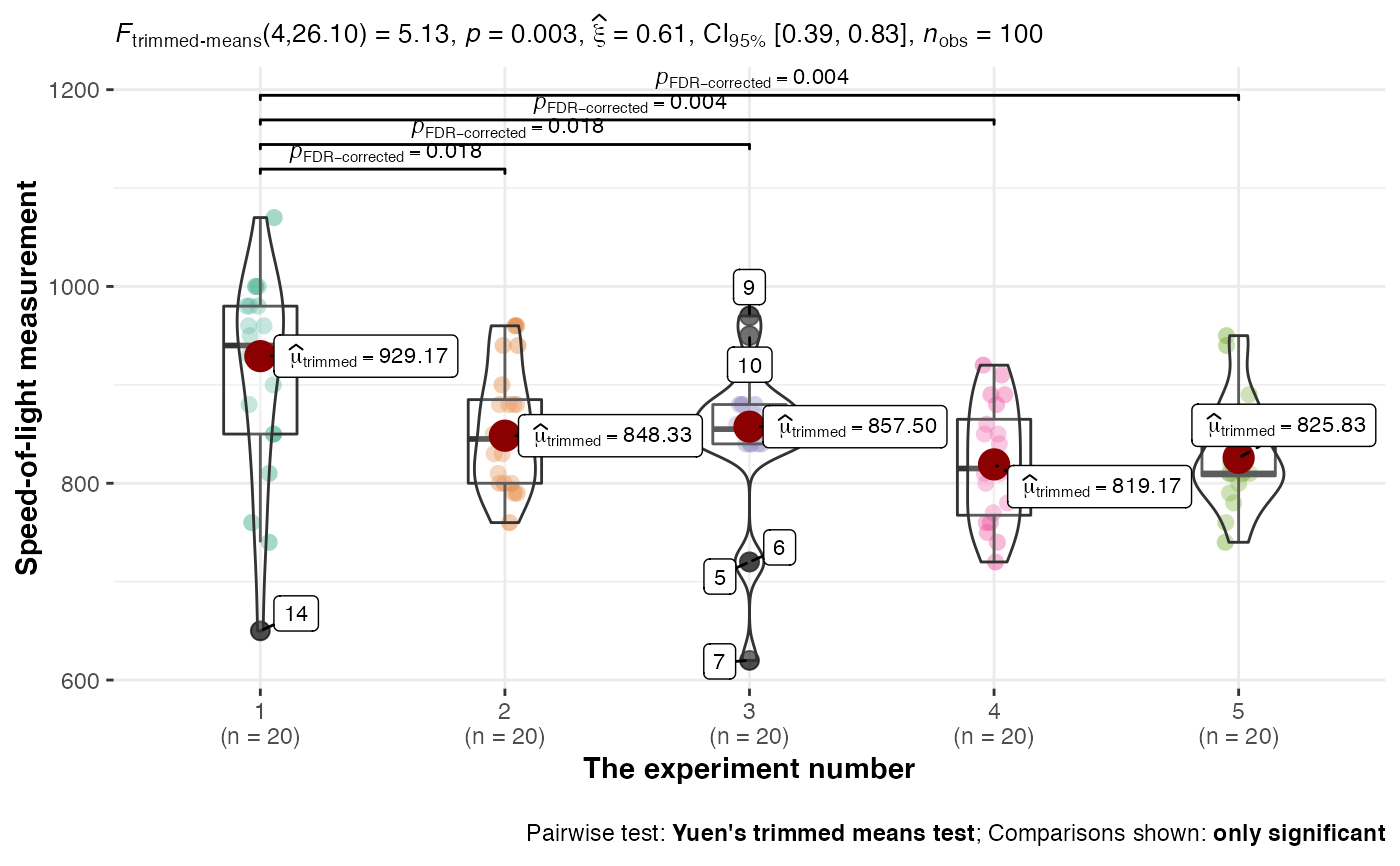 F trimmed-means(4,26.10) = 5.13, p = 0.003, ξ̂ = 0.61, CI95% [0.39, 0.83], nobs = 100
pFDR−corrected = 0.004
pFDR−corrected = 0.004
pFDR−corrected = 0.018
pFDR−corrected = 0.018
1200
1000
800
600
Speed-of-light measurement
9
10
μ̂trimmed = 929.17
μ̂trimmed = 848.33
μ̂trimmed = 857.50
μ̂trimmed = 819.17
μ̂trimmed = 825.83
6
5
14
7
1 2 3 4 5
(n = 20) (n = 20) (n = 20) (n = 20) (n = 20)
The experiment number
Pairwise test: Yuen's trimmed means test; Comparisons shown: only significant